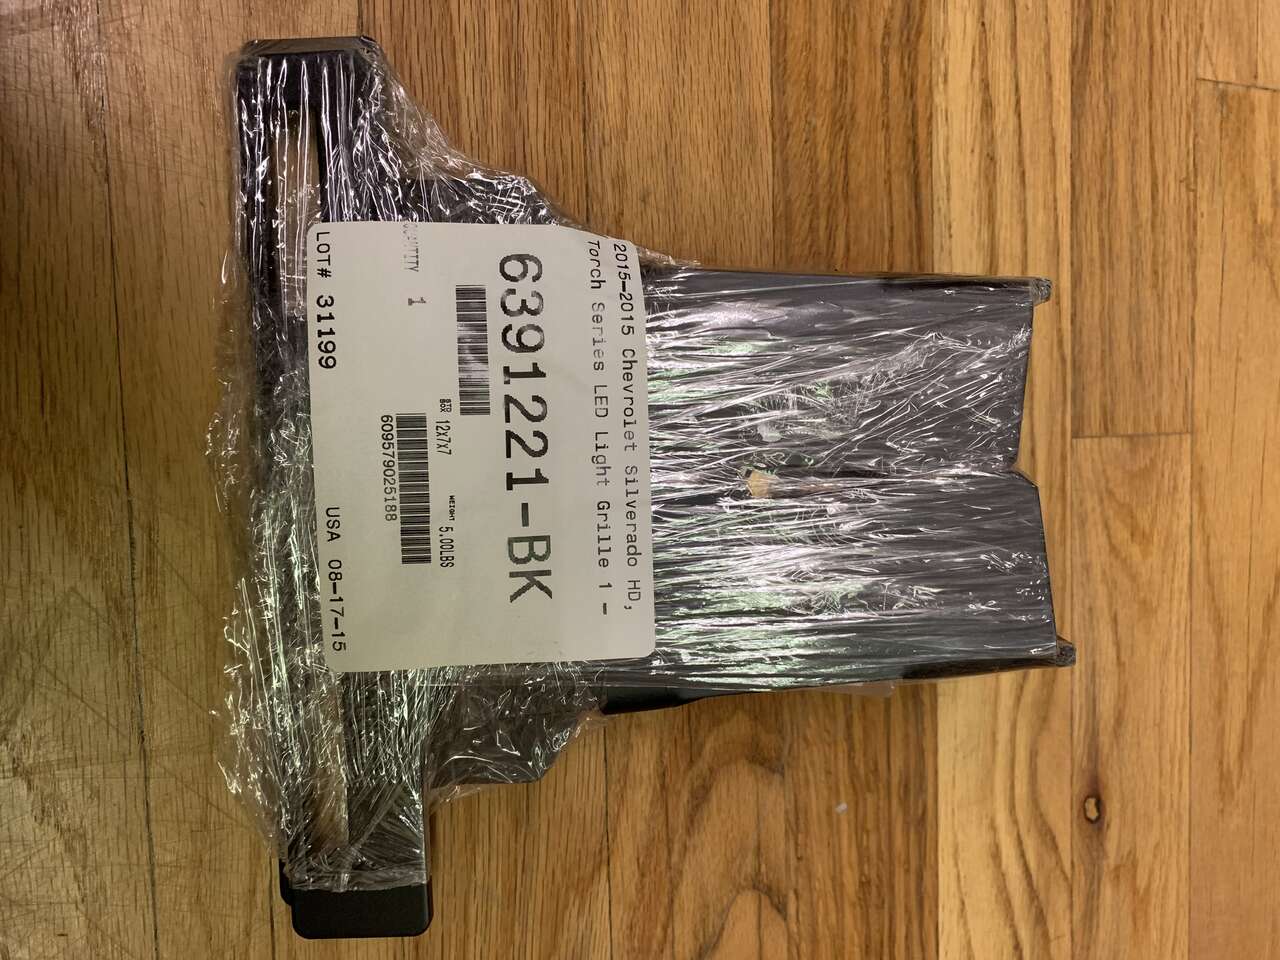 2015-2015 Chevrolet Silverado HD,
Torch Series LED Light Grille 1 -
6391221-BK
BTR BOX 12x7x7 WEIGHT 5.00LBS
QUANTITY 1
609579025188
LOT# 31199 USA 08-17-15